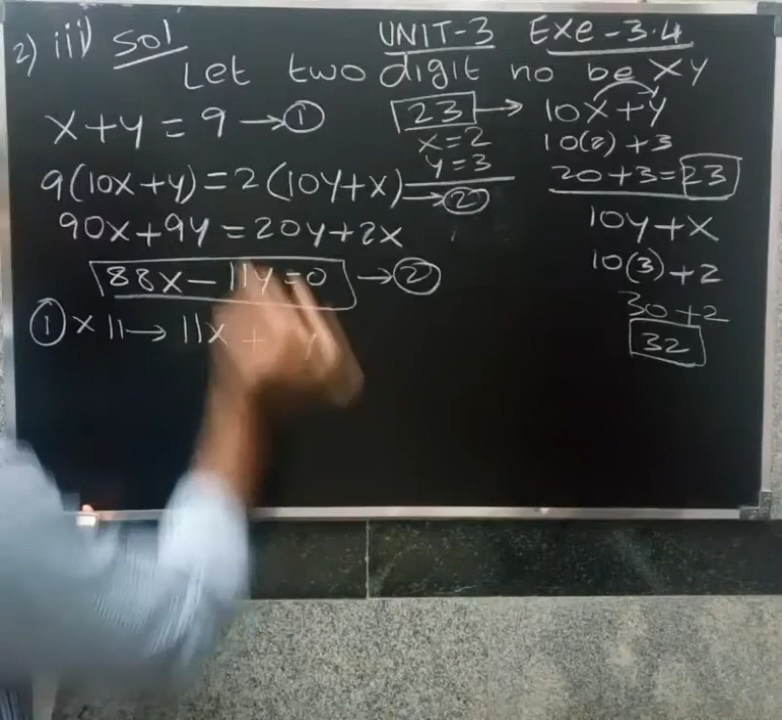 UNIT-3 Exe-3.4
2) iii) Sol
Let two digit no be xy
x+y=9→①
9(10x+y)=2(10y+x)→②
90x+9y=20y+2x
88x-11y=0→②
①×11→11x+
23→10x+y
x=2
y=3
10(2)+3
20+3=23
10y+x
10(3)+2
30+2
32